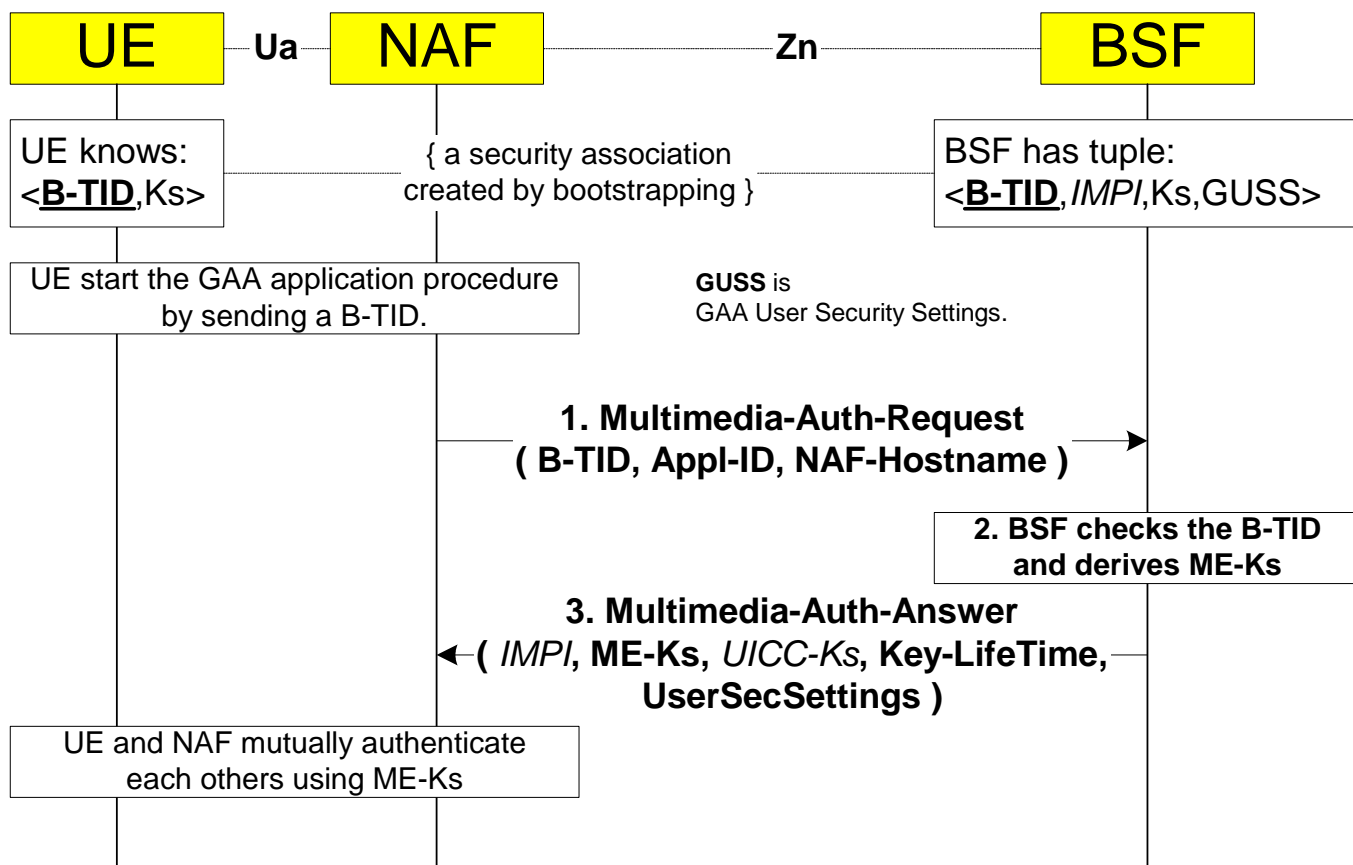 UE
Ua
NAF
Zn
BSF
UE knows:
<B-TID,Ks>
{ a security association
created by bootstrapping }
BSF has tuple:
<B-TID,IMPI,Ks,GUSS>
UE start the GAA application procedure
by sending a B-TID.
GUSS is
GAA User Security Settings.
1. Multimedia-Auth-Request
( B-TID, Appl-ID, NAF-Hostname )
2. BSF checks the B-TID
and derives ME-Ks
3. Multimedia-Auth-Answer
( IMPI, ME-Ks, UICC-Ks, Key-LifeTime,
UserSecSettings )
UE and NAF mutually authenticate
each others using ME-Ks